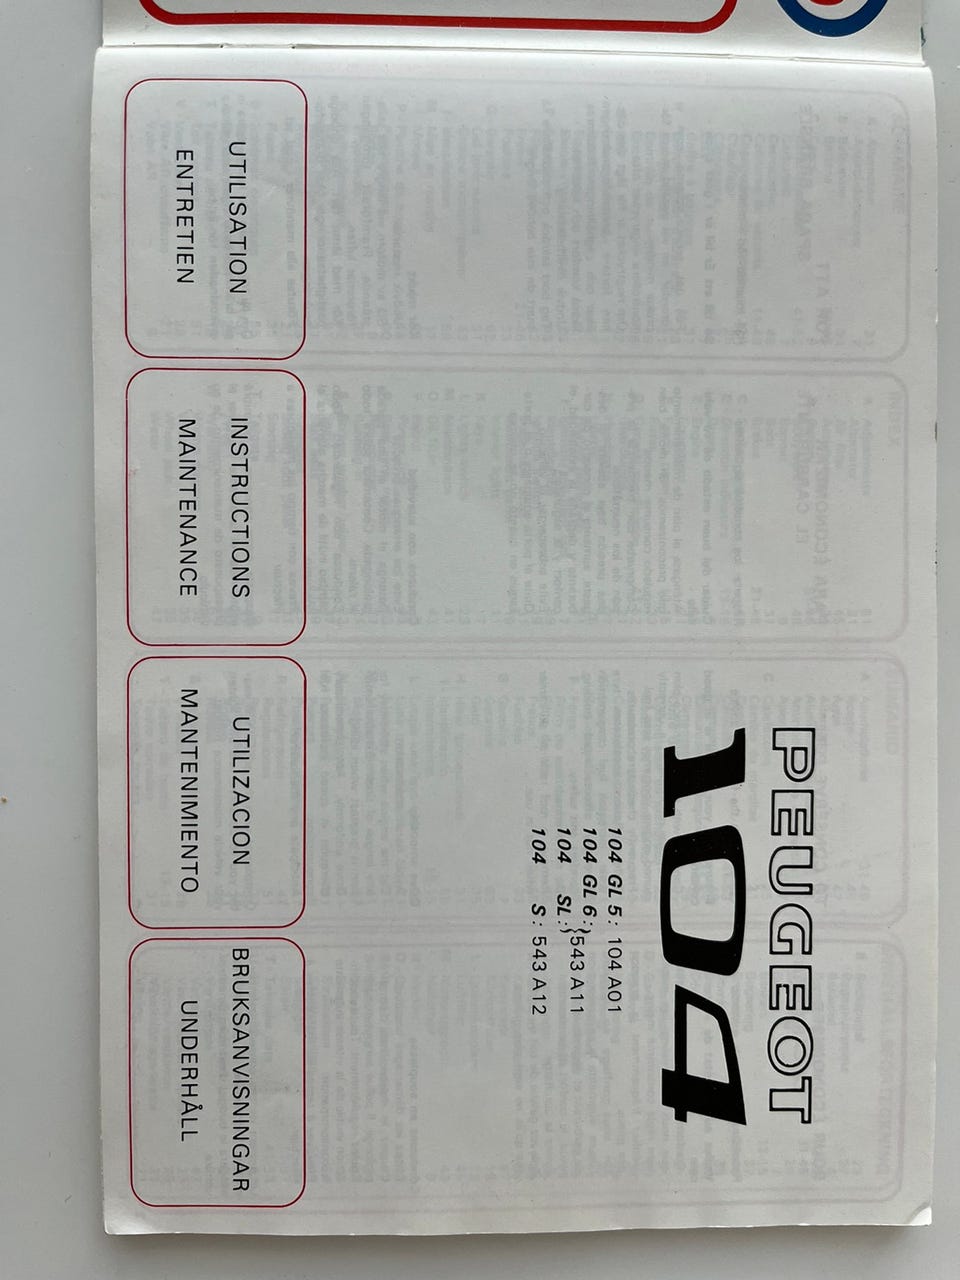 PEUGEOT
104
104 GL 5 : 104 A01
104 GL 6 :
104 SL : } 543 A11
104 S : 543 A12
UTILISATION
ENTRETIEN
INSTRUCTIONS
MAINTENANCE
UTILIZACION
MANTENIMIENTO
BRUKSANVISNINGAR
UNDERHÅLL